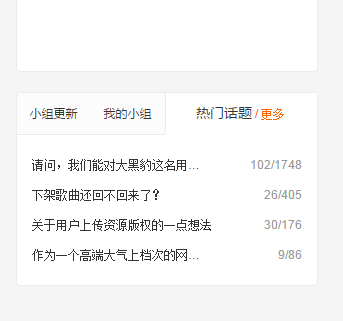 小组更新 我的小组 热门话题 / 更多
请问，我们能对大黑豹这名用... 102/1748
下架歌曲还回不回来了？ 26/405
关于用户上传资源版权的一点想法 30/176
作为一个高端大气上档次的网... 9/86